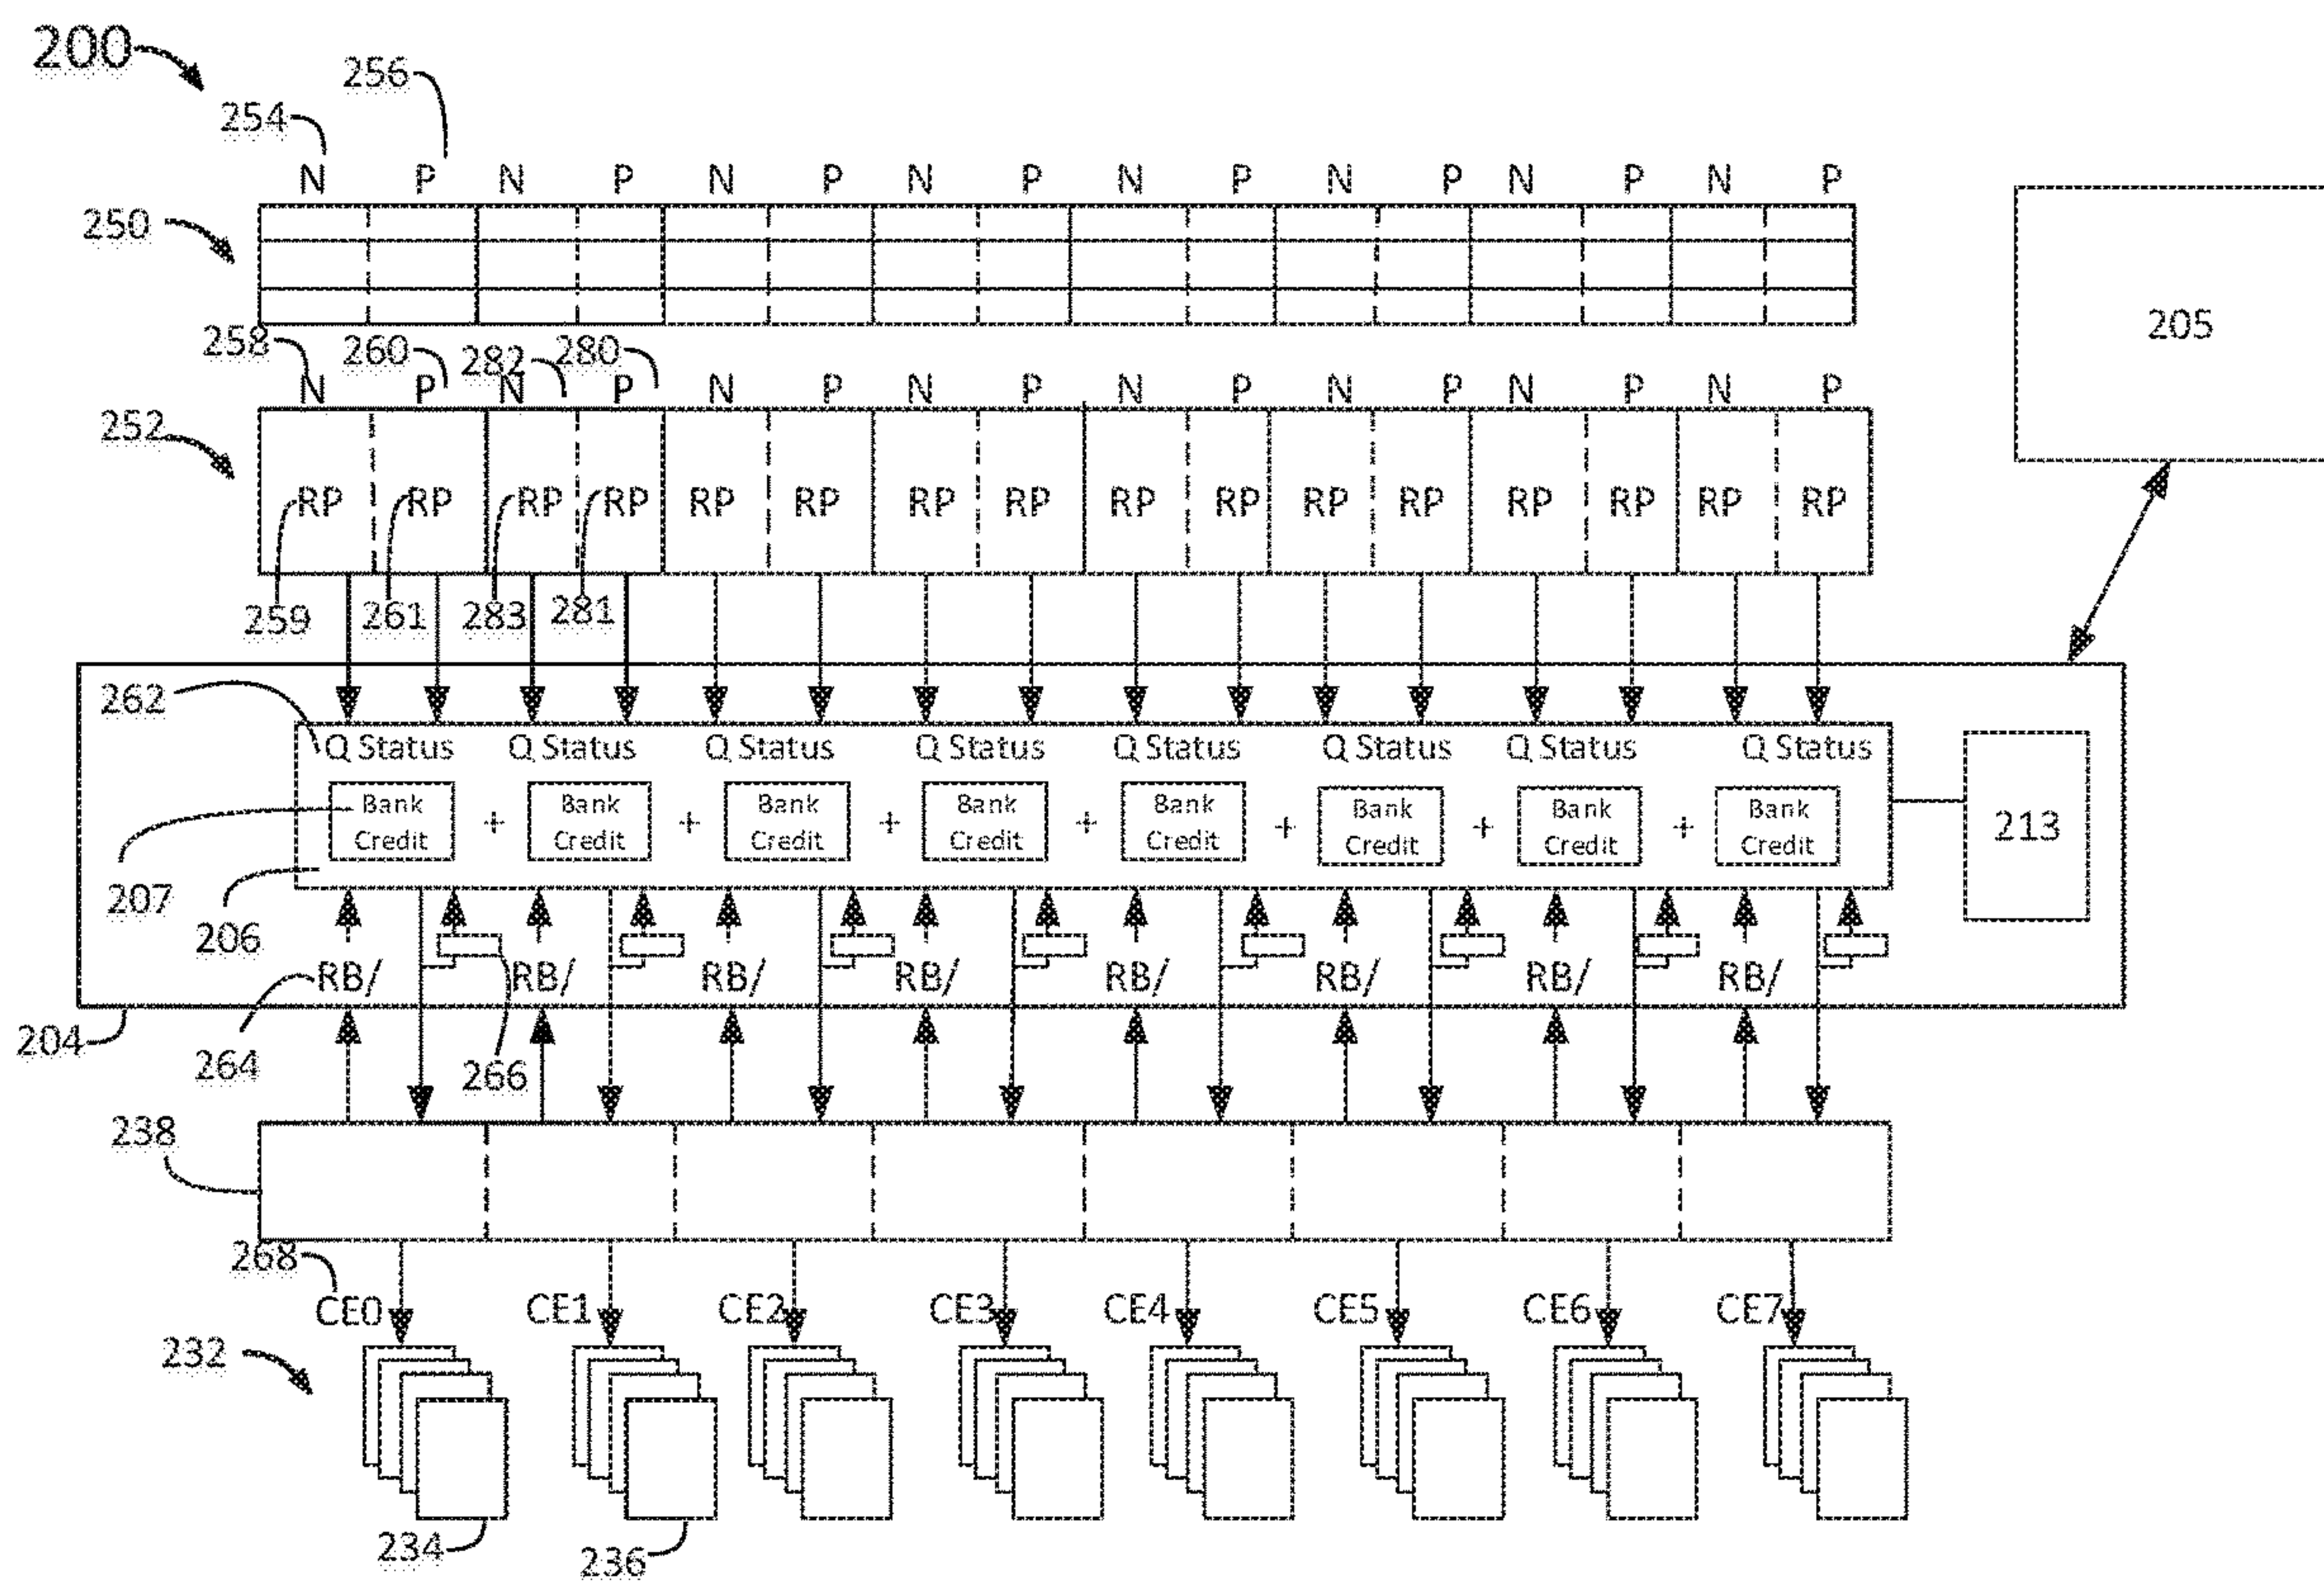 200
256
254
N P N P N P N P N P N P N P N P
250
205
258 260 282 280
N P N P N P N P N P N P N P N P
252
RP RP RP RP RP RP RP RP RP RP RP RP RP RP RP RP
259 261 283 281
262
Q Status Q Status Q Status Q Status Q Status Q Status Q Status Q Status
Bank + Bank + Bank + Bank + Bank + Bank + Bank + Bank
Credit Credit Credit Credit Credit Credit Credit Credit
213
207
206
RB/ RB/ RB/ RB/ RB/ RB/ RB/ RB/
204
264 266
238
268
CE0 CE1 CE2 CE3 CE4 CE5 CE6 CE7
232
234 236